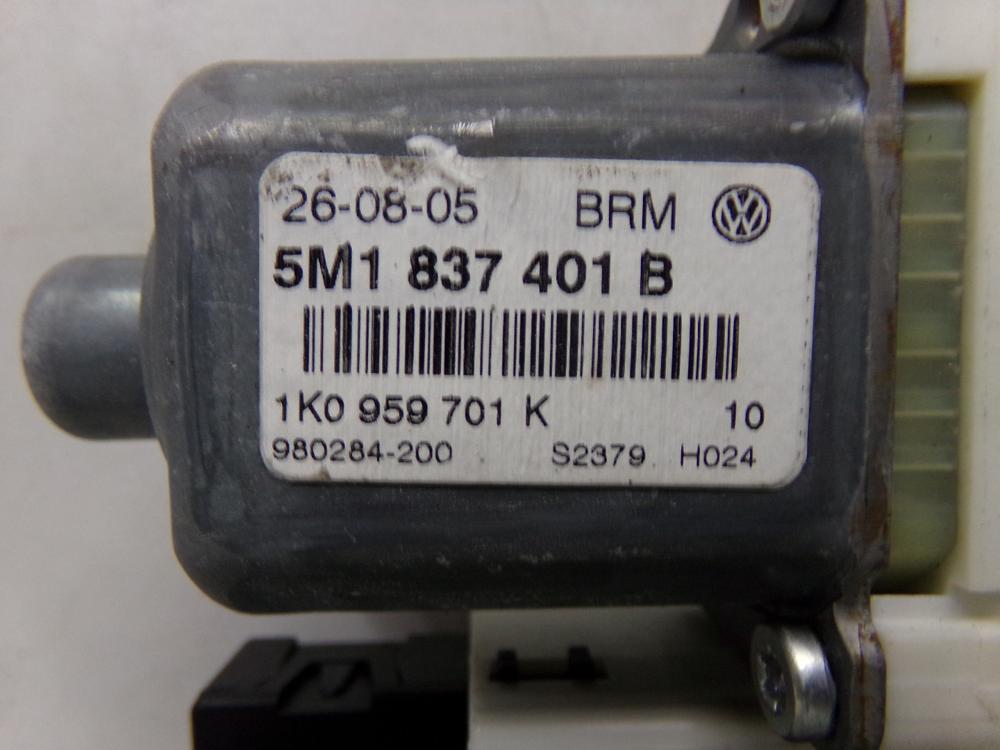 26-08-05 BRM
5M1 837 401 B
1K0 959 701 K 10
980284-200 S2379 H024